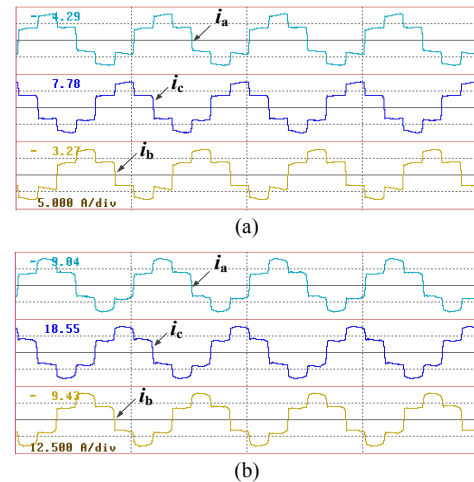 - 4.29
i_a
7.78
i_c
- 3.27
i_b
5.000 A/div
(a)
- 9.04
i_a
18.55
i_c
- 9.43
i_b
12.500 A/div
(b)